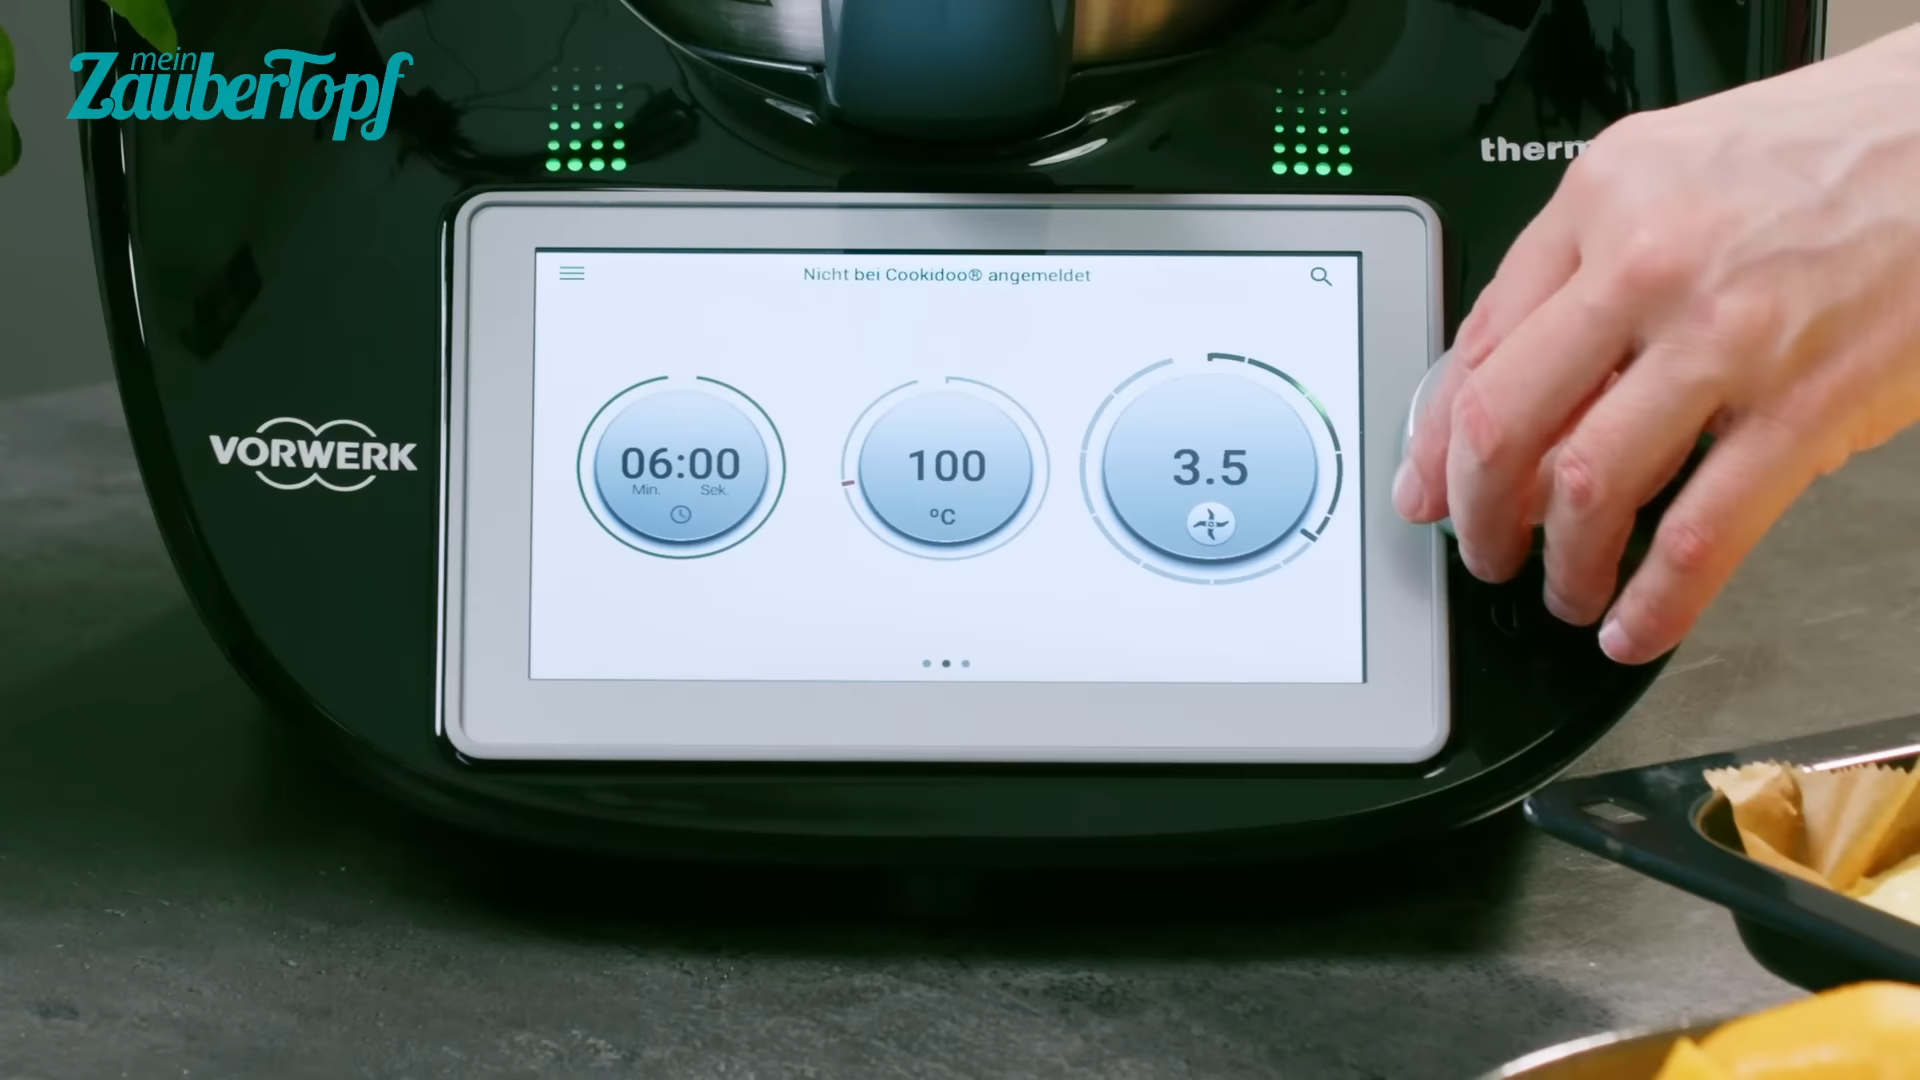 mein
ZauberTopf
therm
VORWERK
Nicht bei Cookidoo® angemeldet
06:00
Min. Sek.
100
°C
3.5